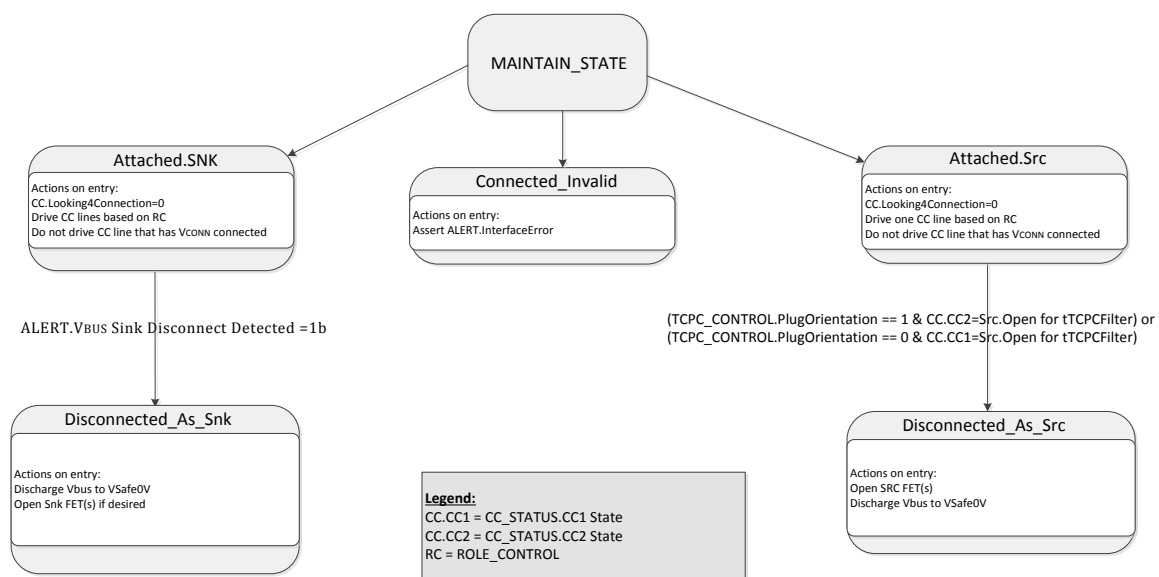 MAINTAIN_STATE
Attached.SNK
Actions on entry:
CC.Looking4Connection=0
Drive CC lines based on RC
Do not drive CC line that has VCONN connected
Connected_Invalid
Actions on entry:
Assert ALERT.InterfaceError
Attached.Src
Actions on entry:
CC.Looking4Connection=0
Drive one CC line based on RC
Do not drive CC line that has VCONN connected
ALERT.VBUS Sink Disconnect Detected =1b
(TCPC_CONTROL.PlugOrientation == 1 & CC.CC2=Src.Open for tTCPCFilter) or
(TCPC_CONTROL.PlugOrientation == 0 & CC.CC1=Src.Open for tTCPCFilter)
Disconnected_As_Snk
Actions on entry:
Discharge Vbus to VSafe0V
Open Snk FET(s) if desired
Legend:
CC.CC1 = CC_STATUS.CC1 State
CC.CC2 = CC_STATUS.CC2 State
RC = ROLE_CONTROL
Disconnected_As_Src
Actions on entry:
Open SRC FET(s)
Discharge Vbus to VSafe0V